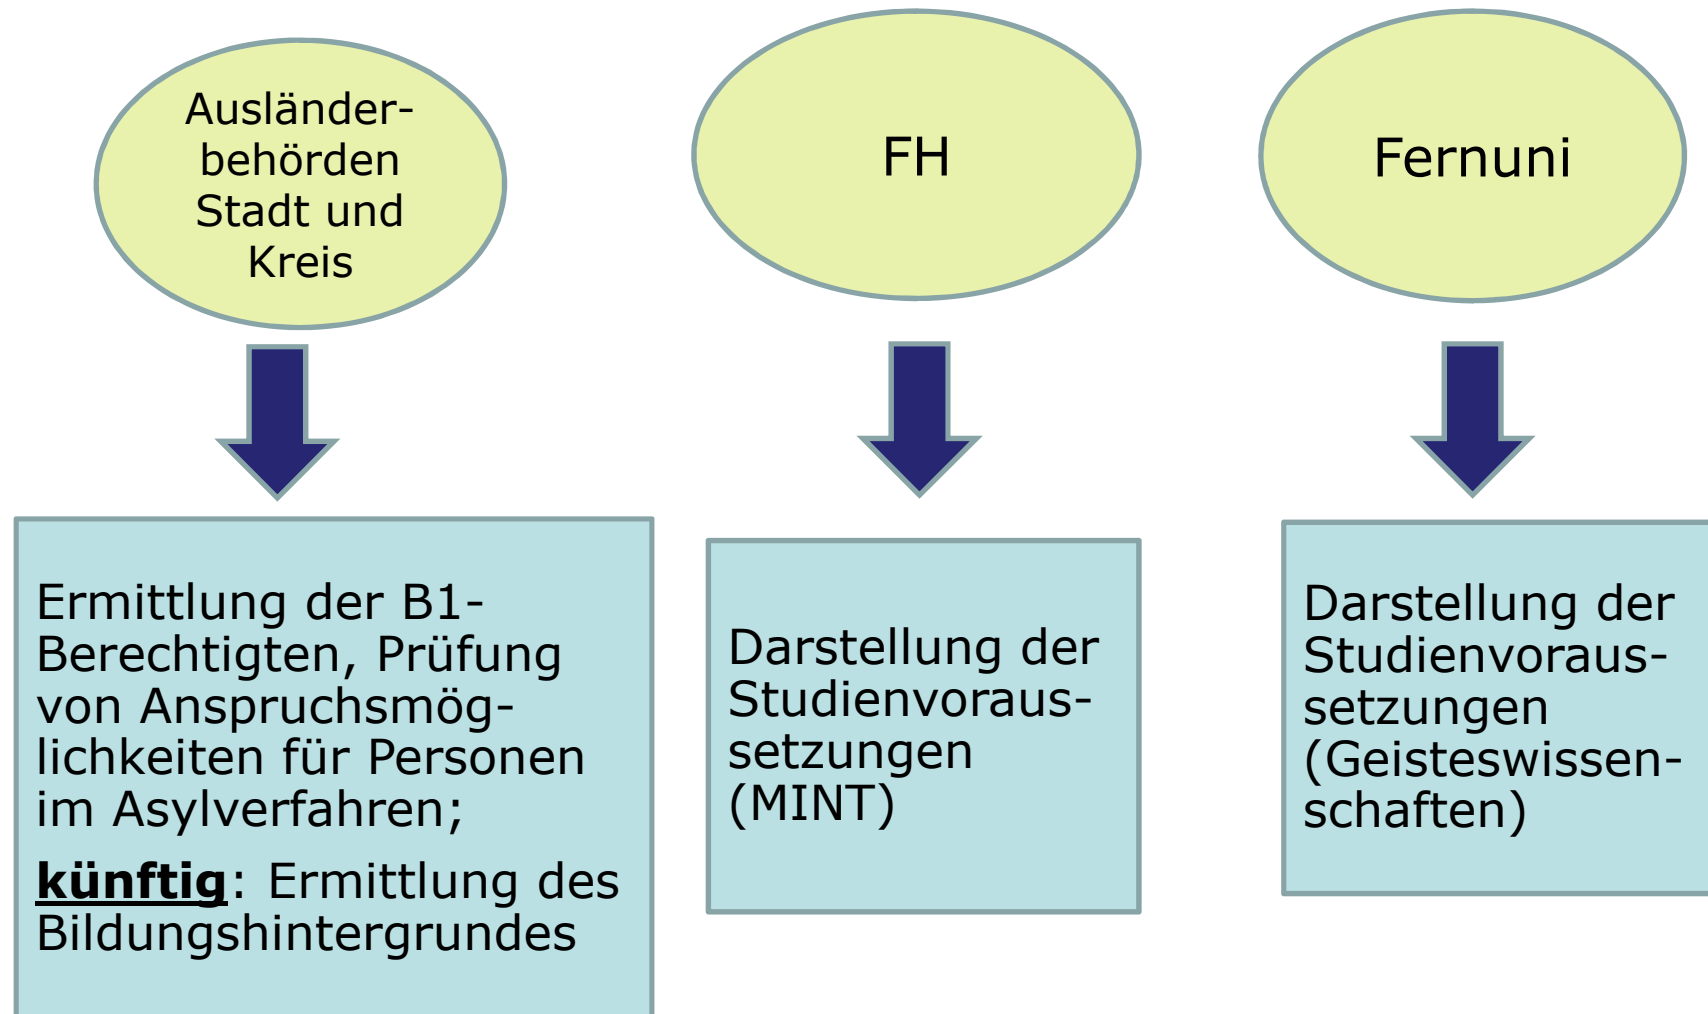 Ausländer-
behörden
Stadt und
Kreis
FH
Fernuni
Ermittlung der B1-
Berechtigten, Prüfung
von Anspruchsmög-
lichkeiten für Personen
im Asylverfahren;
künftig: Ermittlung des
Bildungshintergrundes
Darstellung der
Studienvoraus-
setzungen
(MINT)
Darstellung der
Studienvoraus-
setzungen
(Geisteswissen-
schaften)